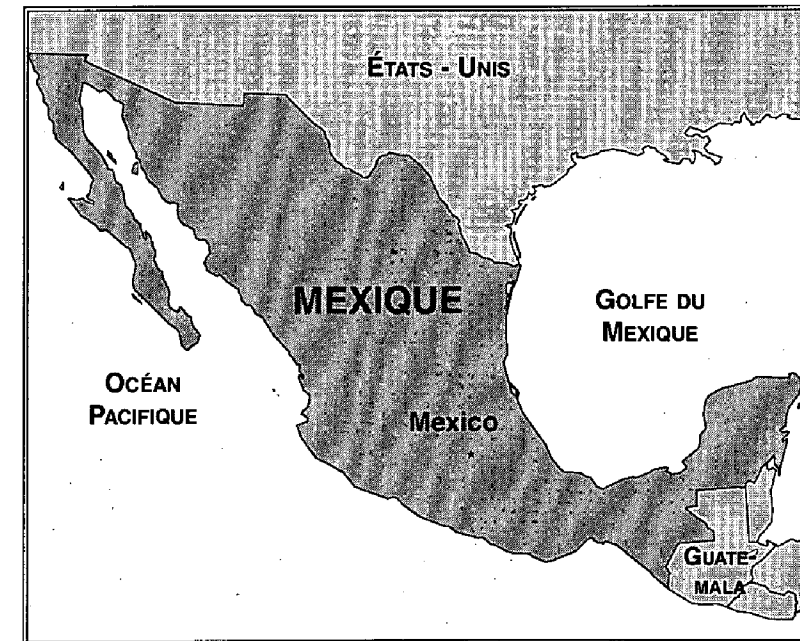 ÉTATS - UNIS
MEXIQUE
GOLFE DU
MEXIQUE
OCÉAN
PACIFIQUE
Mexico
GUATE-
MALA